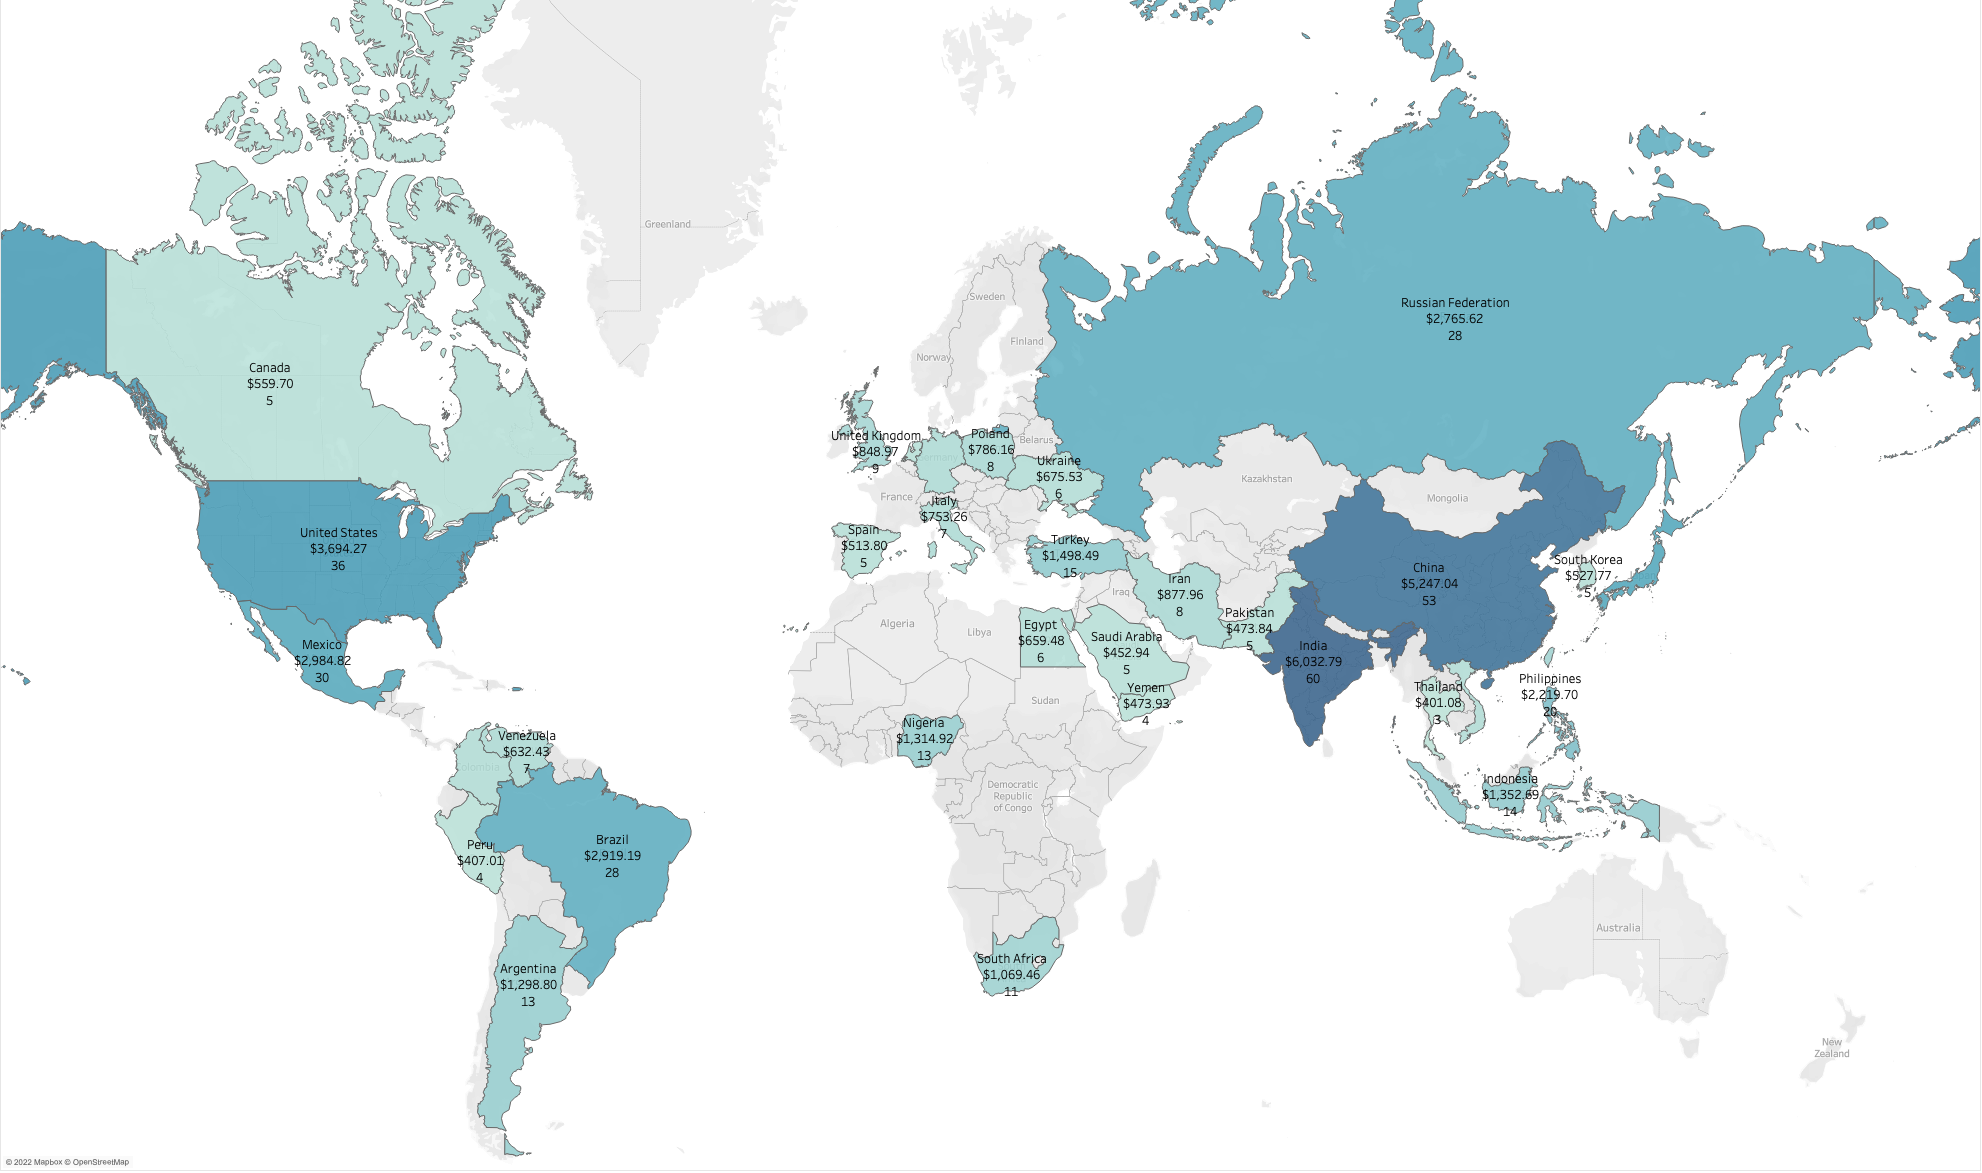 Greenland
Sweden
Russian Federation
$2,765.62
28
Finland
Norway
Canada
$559.70
5
United Kingdom
$848.97
9
Poland
$786.16
8
Belarus
Germany
Ukraine
$675.53
6
Kazakhstan
Mongolia
France
Italy
$753.26
7
United States
$3,694.27
36
Spain
$513.80
5
Turkey
$1,498.49
15
South Korea
$527.77
5
China
$5,247.04
53
Iran
$877.96
8
Iraq
Pakistan
$473.84
5
Algeria
Libya
Egypt
$659.48
6
Saudi Arabia
$452.94
5
Mexico
$2,984.82
30
India
$6,032.79
60
Philippines
$2,219.70
20
Thailand
$401.08
3
Yemen
$473.93
4
Sudan
Nigeria
$1,314.92
13
Venezuela
$632.43
7
Colombia
Indonesia
$1,352.69
14
Democratic
Republic
of Congo
Brazil
$2,919.19
28
Peru
$407.01
4
Australia
South Africa
$1,069.46
11
Argentina
$1,298.80
13
New
Zealand
© 2022 Mapbox © OpenStreetMap